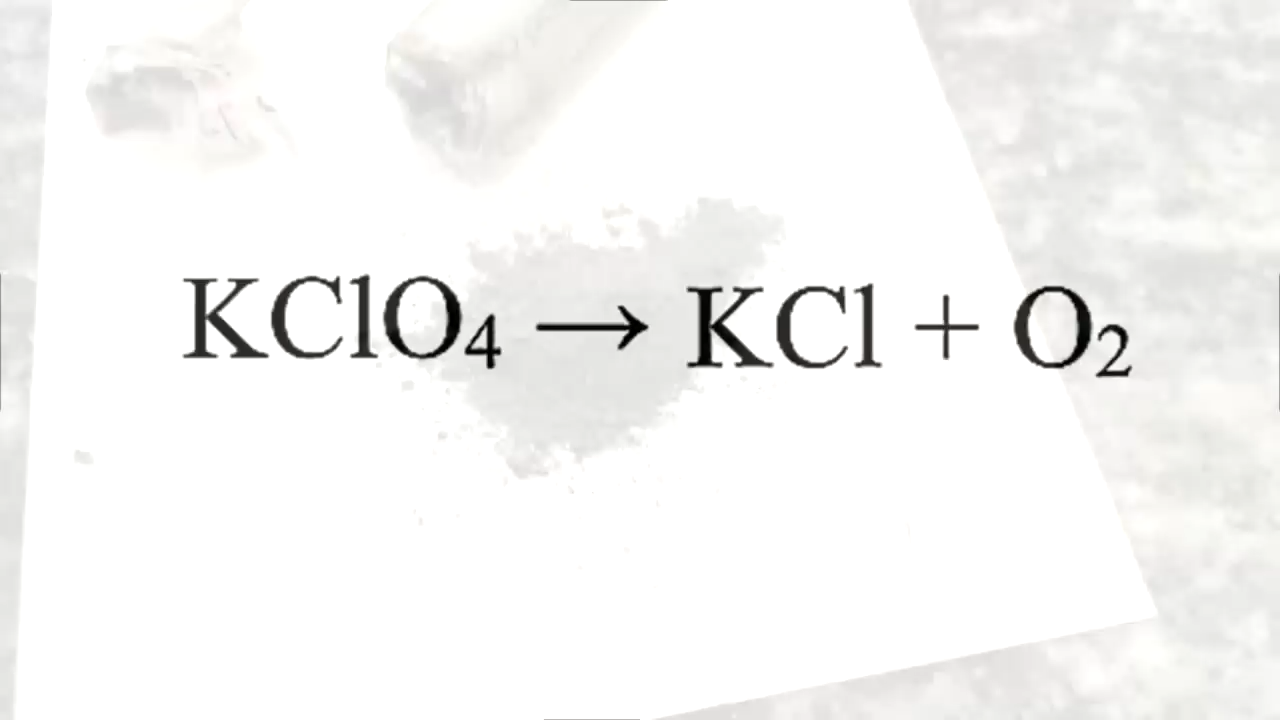 KClO₄ → KCl + O₂